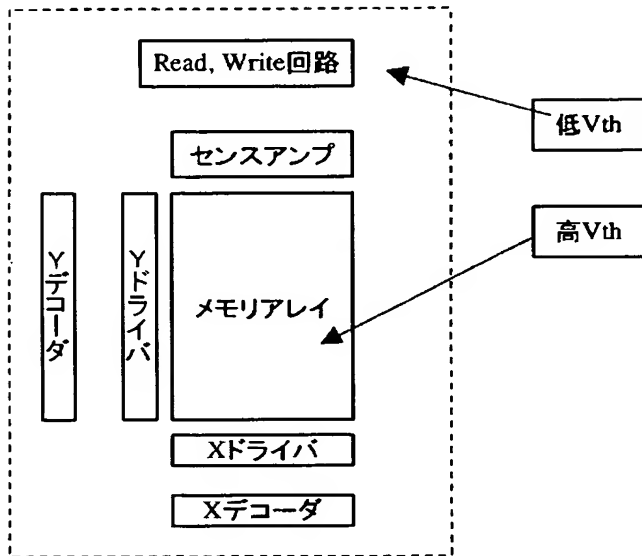 Read, Write回路
低Vth
センスアンプ
高Vth
Yデコーダ
Yドライバ
メモリアレイ
Xドライバ
Xデコーダ